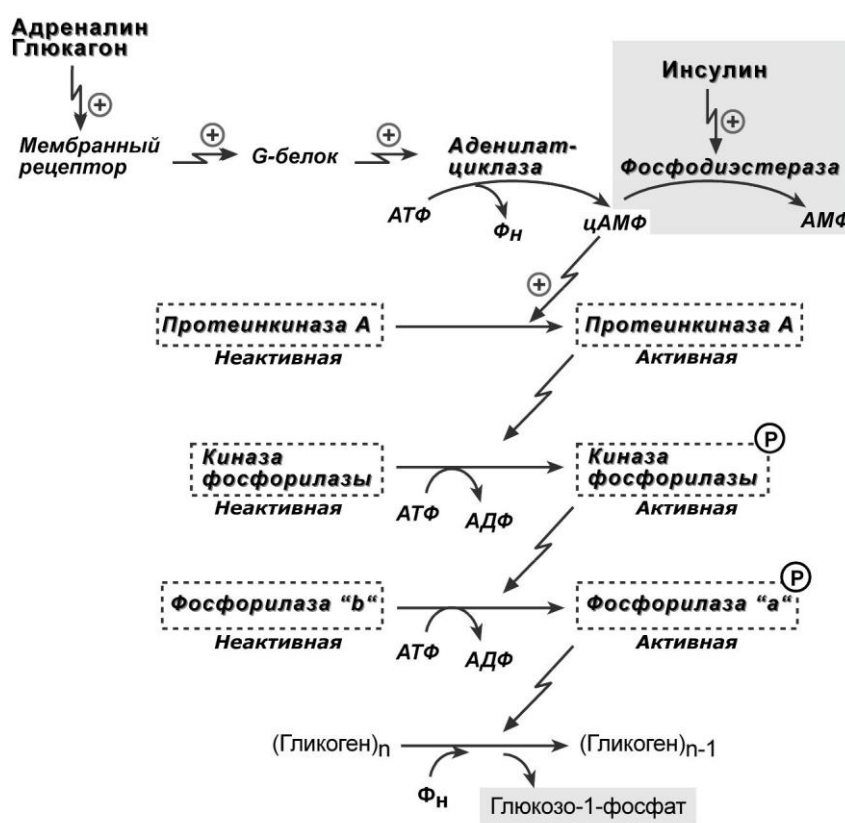 Адреналин
Глюкагон
Инсулин
+
+
+
+
Мембранный
рецептор
G-белок
Аденилат-
циклаза
Фосфодиэстераза
АТФ
Фн
цАМФ
АМФ
+
Протеинкиназа А
Неактивная
Протеинкиназа А
Активная
Киназа
фосфорилазы
Неактивная
АТФ
АДФ
P
Киназа
фосфорилазы
Активная
Фосфорилаза “b“
Неактивная
АТФ
АДФ
P
Фосфорилаза “a“
Активная
(Гликоген)n
(Гликоген)n-1
Фн
Глюкозо-1-фосфат